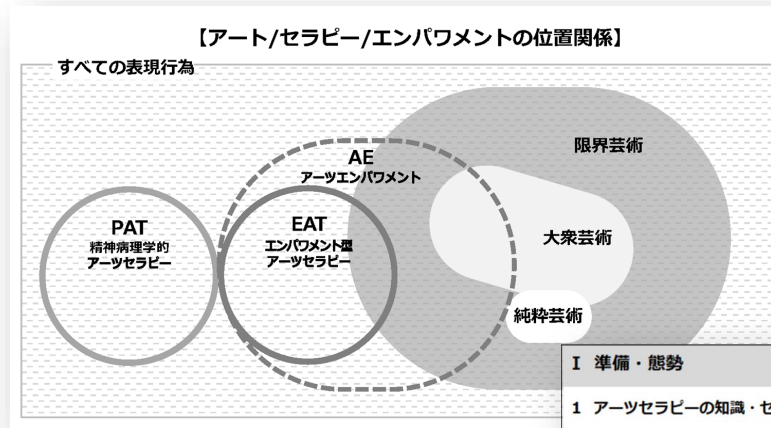 【アート/セラピー/エンパワメントの位置関係】
すべての表現行為
限界芸術
AE
アーツエンパワメント
PAT
精神病理学的
アーツセラピー
EAT
エンパワメント型
アーツセラピー
大衆芸術
純粋芸術
I 準備・態勢
1 アーツセラピーの知識・セ